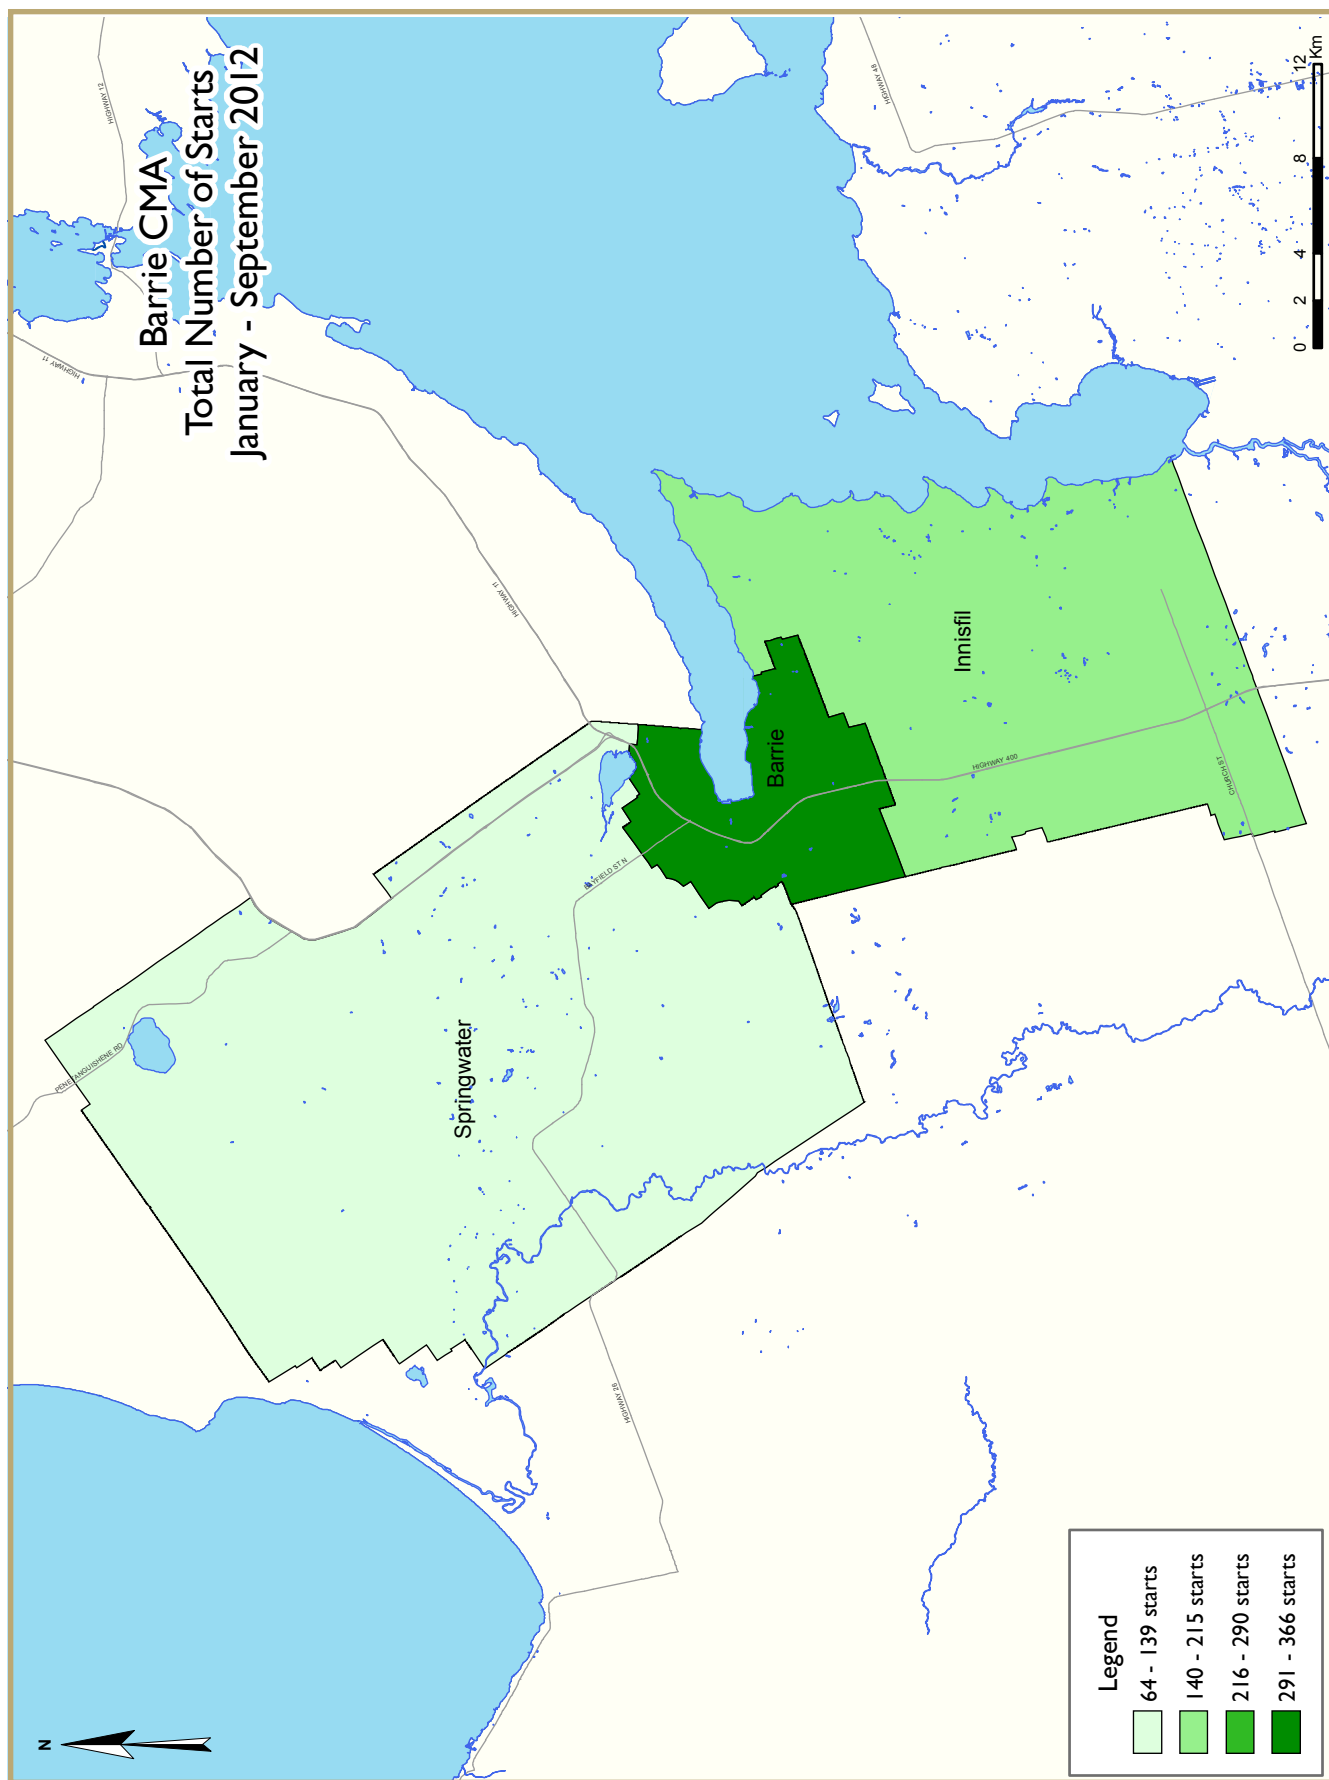 Barrie CMA
Total Number of Starts
January - September 2012
N
HIGHWAY 12
HIGHWAY 11
HIGHWAY 48
HIGHWAY 11
PENETANGUISHENE RD
Springwater
BAYFIELD ST N
Barrie
Innisfil
HIGHWAY 400
CHURCH ST
HIGHWAY 26
Legend
64 - 139 starts
140 - 215 starts
216 - 290 starts
291 - 366 starts
0 2 4 8 12
Km